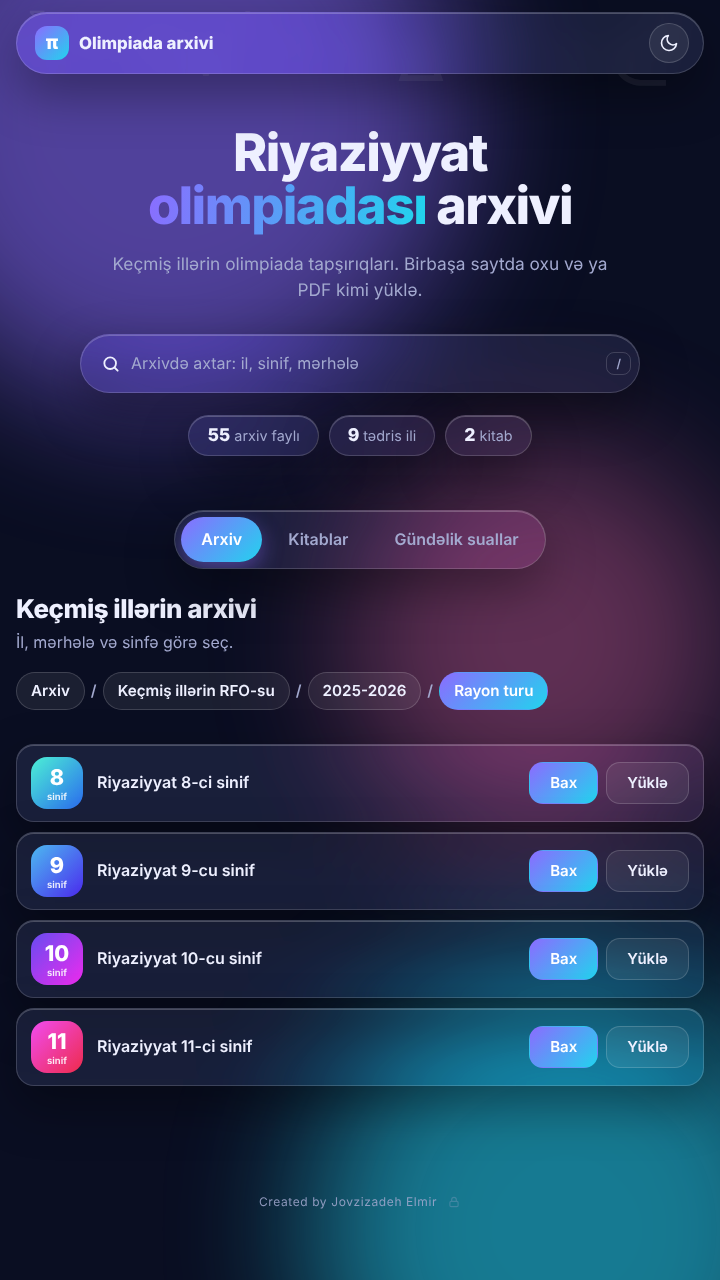 π Olimpiada arxivi
Riyaziyyat
olimpiadası arxivi
Keçmiş illərin olimpiada tapşırıqları. Birbaşa saytda oxu və ya
PDF kimi yüklə.
Arxivdə axtar: il, sinif, mərhələ /
55 arxiv faylı 9 tədris ili 2 kitab
Arxiv Kitablar Gündəlik suallar
Keçmiş illərin arxivi
İl, mərhələ və sinfə görə seç.
Arxiv / Keçmiş illərin RFO-su / 2025-2026 / Rayon turu
8 sinif Riyaziyyat 8-ci sinif Bax Yüklə
9 sinif Riyaziyyat 9-cu sinif Bax Yüklə
10 sinif Riyaziyyat 10-cu sinif Bax Yüklə
11 sinif Riyaziyyat 11-ci sinif Bax Yüklə
Created by Jovzizadeh Elmir